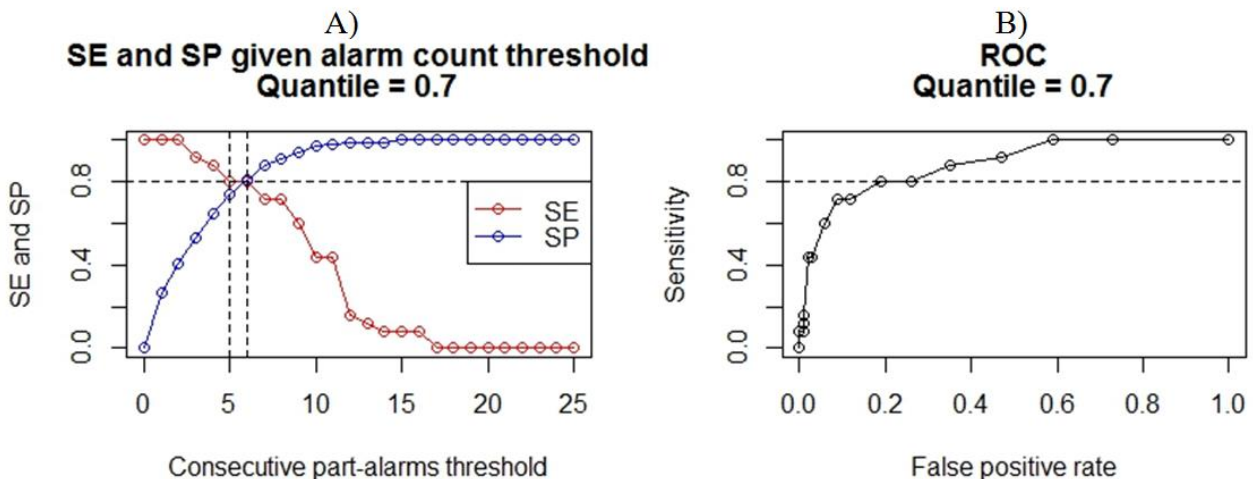 A)
SE and SP given alarm count threshold
Quantile = 0.7
SE and SP
0.0
0.4
0.8
SE
SP
0
5
10
15
20
25
Consecutive part-alarms threshold
B)
ROC
Quantile = 0.7
Sensitivity
0.0
0.4
0.8
0.0
0.2
0.4
0.6
0.8
1.0
False positive rate